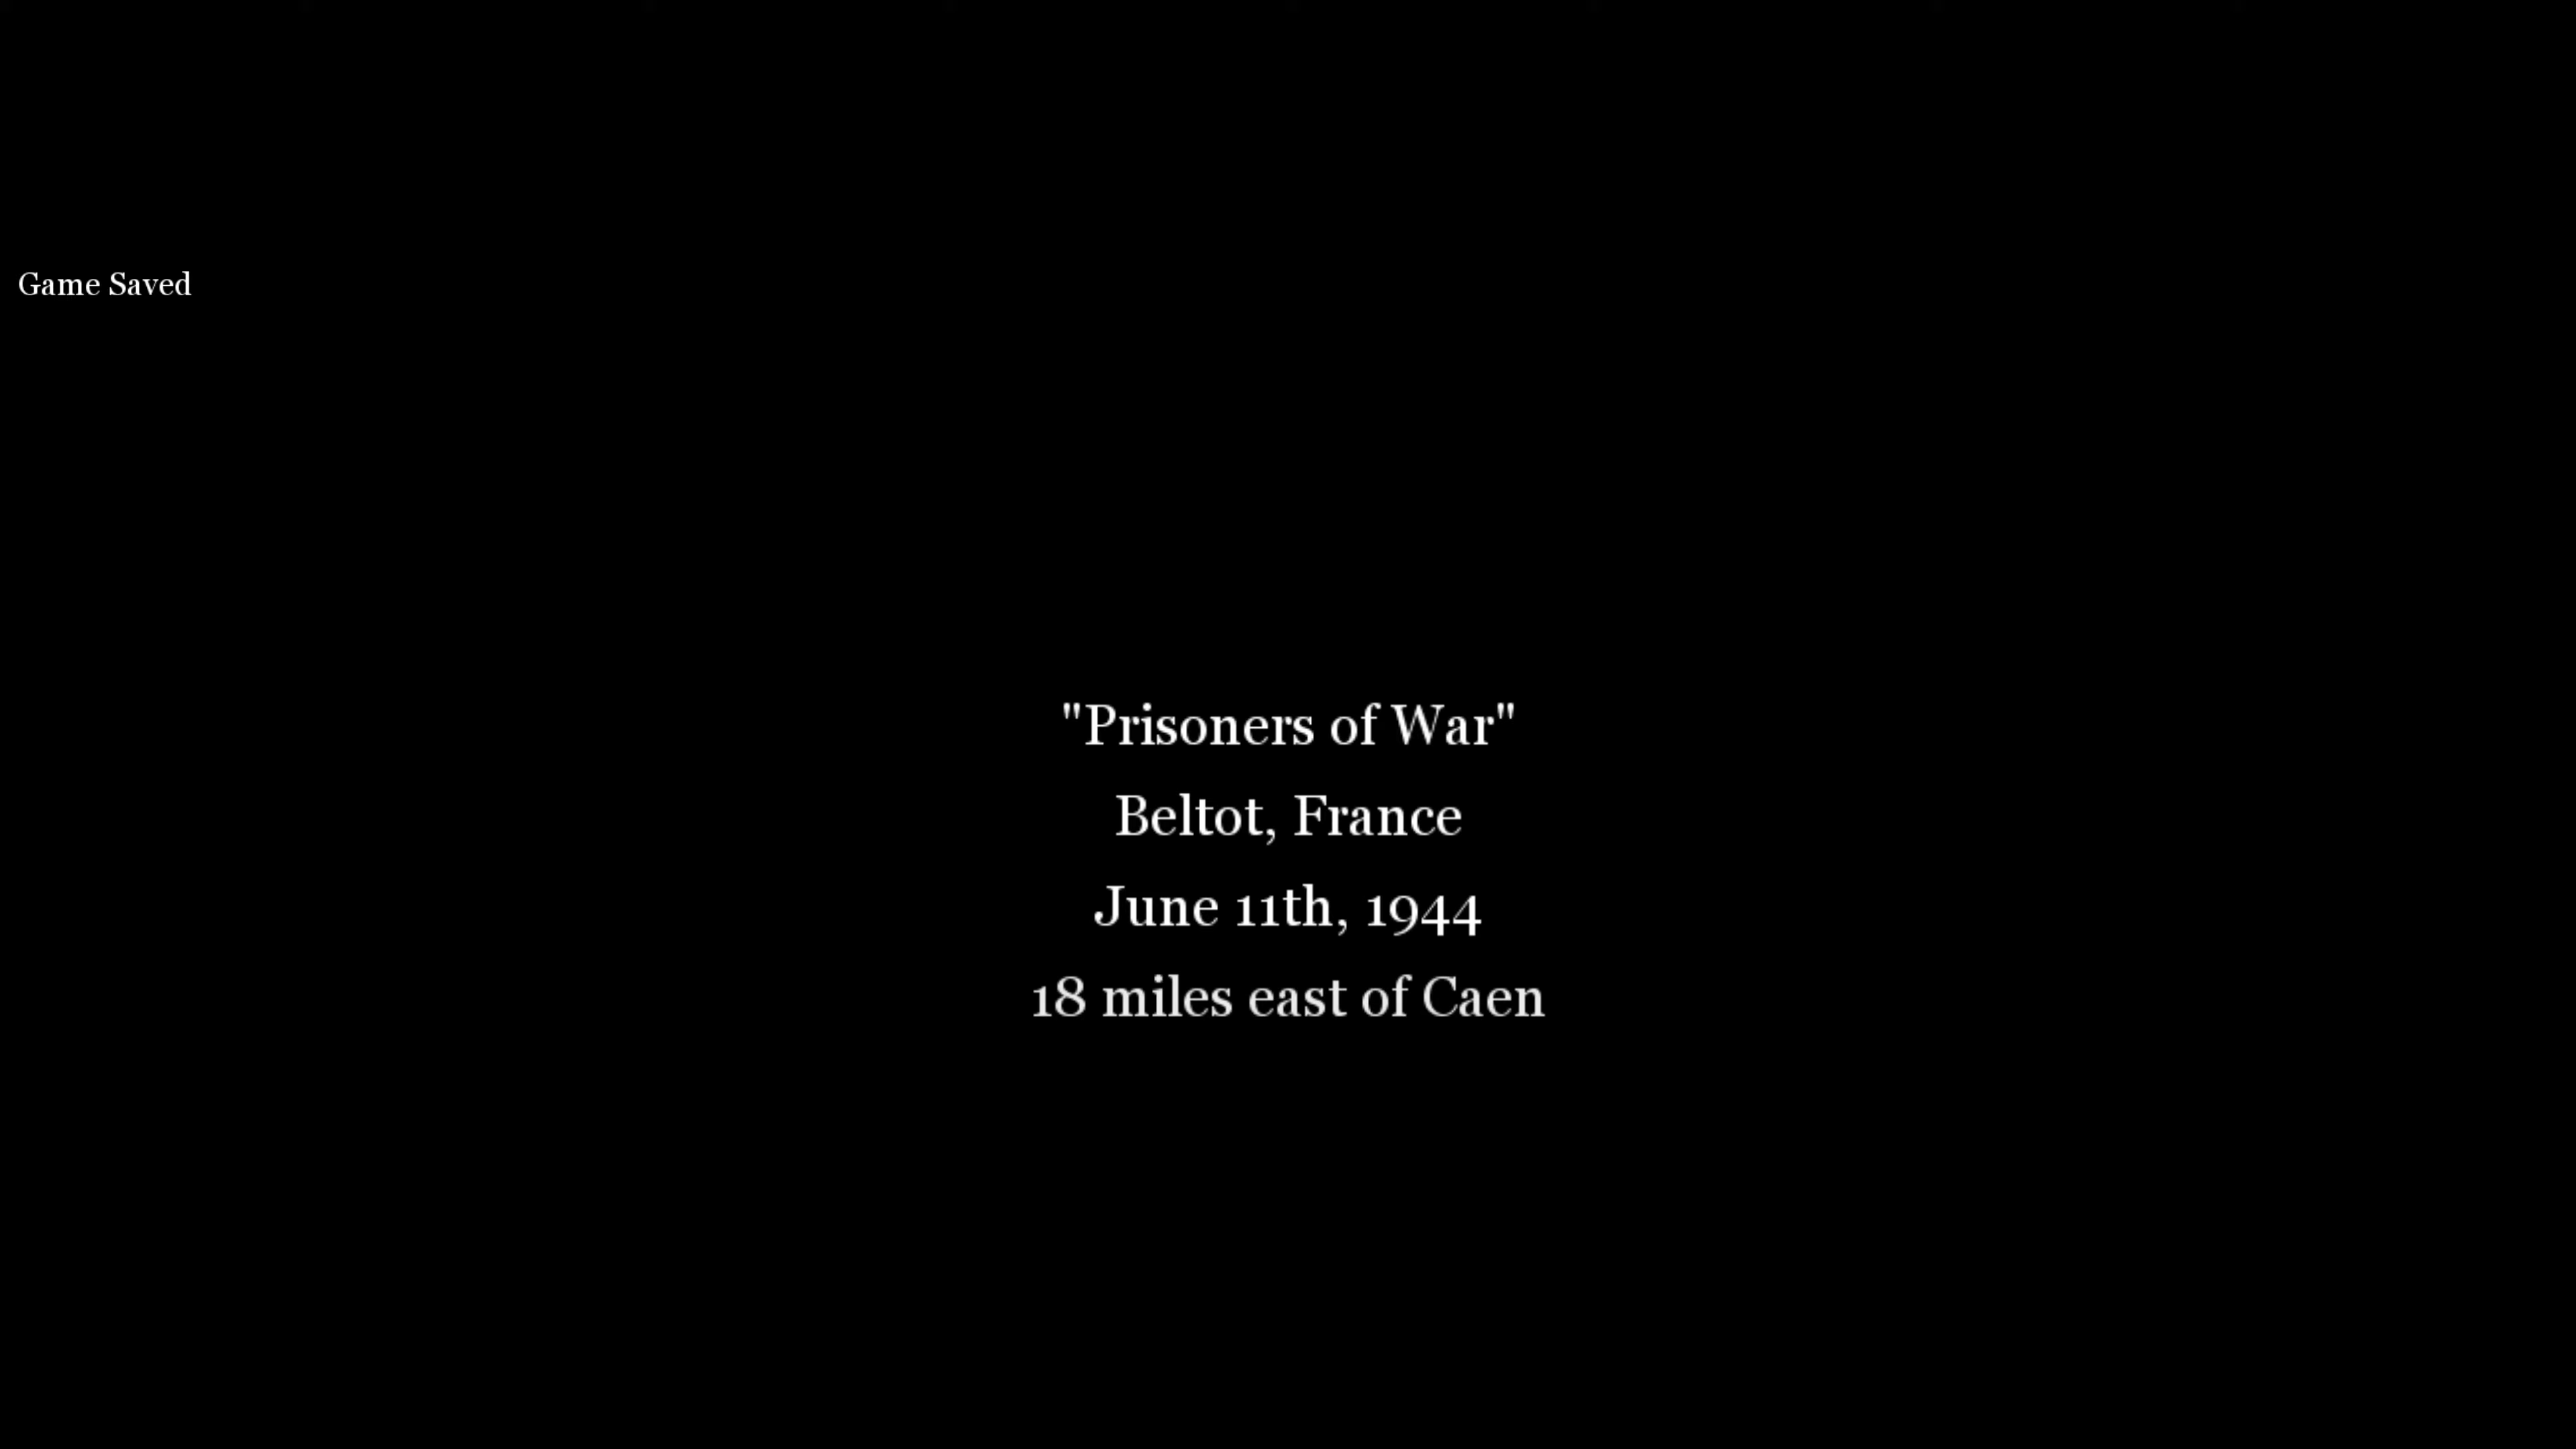 Game Saved
"Prisoners of War"
Beltot, France
June 11th, 1944
18 miles east of Caen